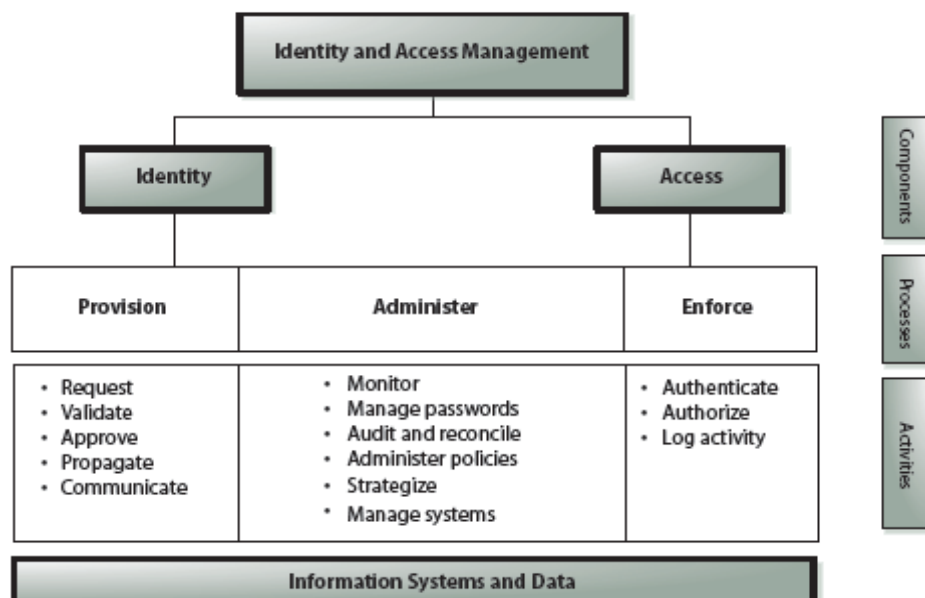 Identity and Access Management
Identity
Access
Components
Provision
Administer
Enforce
Processes
• Request
• Validate
• Approve
• Propagate
• Communicate
• Monitor
• Manage passwords
• Audit and reconcile
• Administer policies
• Strategize
• Manage systems
• Authenticate
• Authorize
• Log activity
Activities
Information Systems and Data